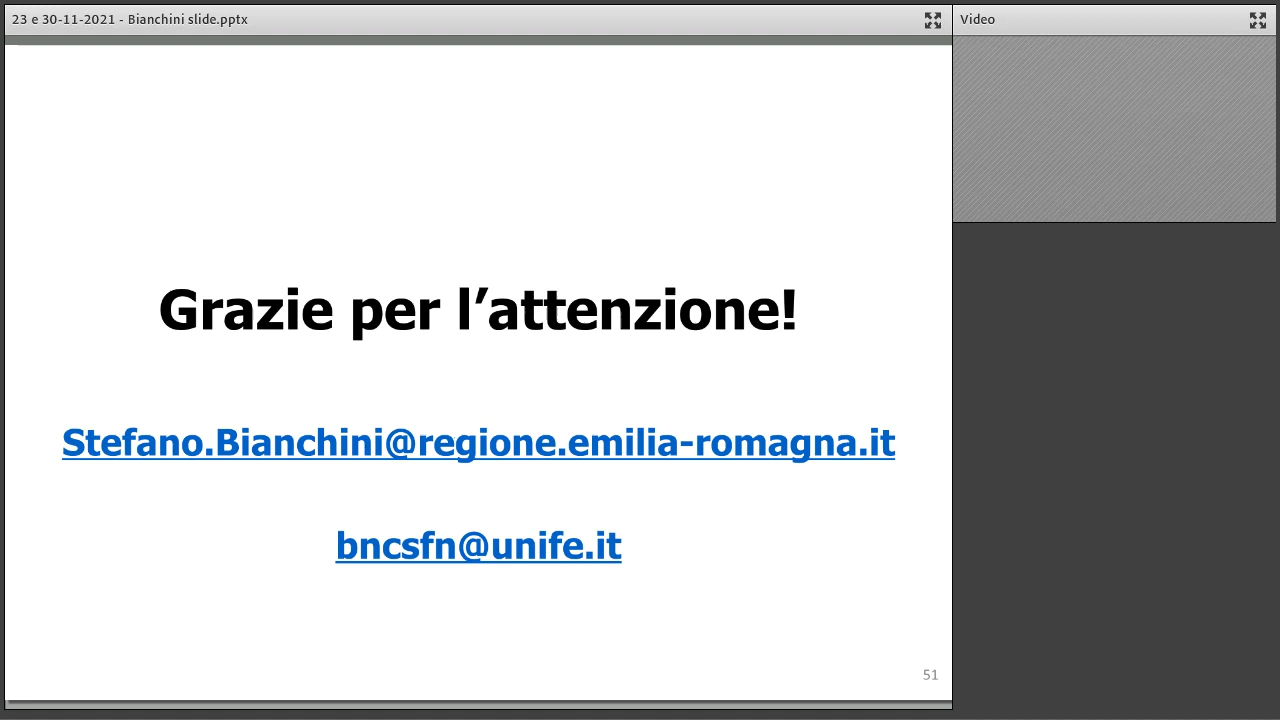 23 e 30-11-2021 - Bianchini slide.pptx
Video
Grazie per l’attenzione!
Stefano.Bianchini@regione.emilia-romagna.it
bncsfn@unife.it
51